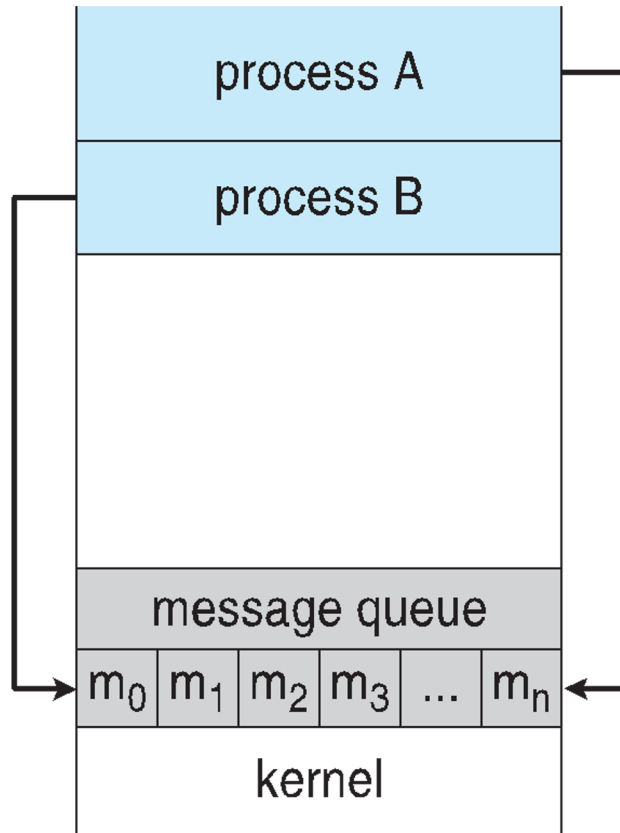 process A
process B
message queue
m₀ m₁ m₂ m₃ ... mₙ
kernel